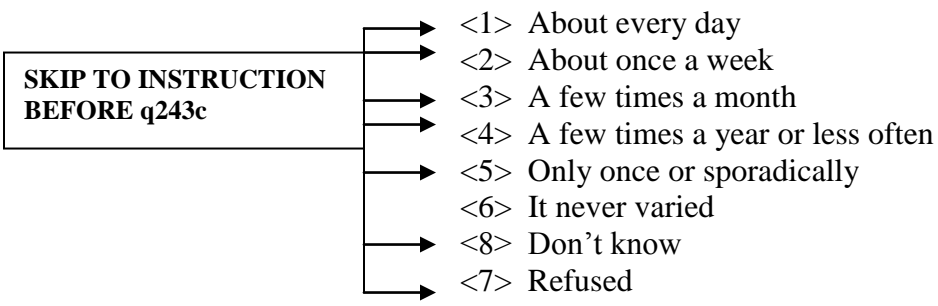 SKIP TO INSTRUCTION
BEFORE q243c
<1> About every day
<2> About once a week
<3> A few times a month
<4> A few times a year or less often
<5> Only once or sporadically
<6> It never varied
<8> Don’t know
<7> Refused